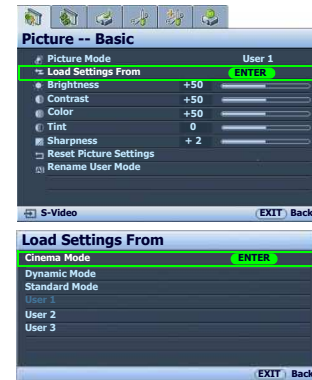 Picture -- Basic
Picture Mode User 1
Load Settings From ENTER
Brightness +50
Contrast +50
Color +50
Tint 0
Sharpness + 2
Reset Picture Settings
Rename User Mode
S-Video EXIT Back
Load Settings From
Cinema Mode ENTER
Dynamic Mode
Standard Mode
User 1
User 2
User 3
EXIT Back